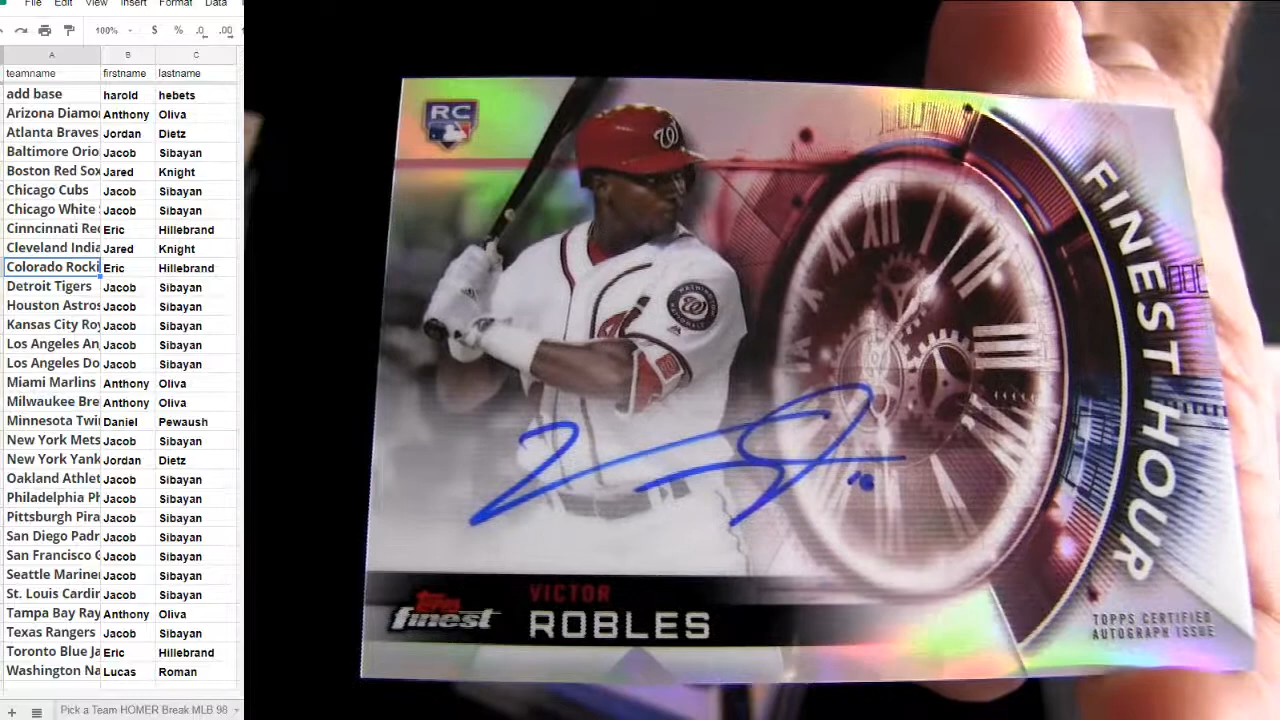 File Edit View Insert Format Data
100% $ % .0 .00
A B C
teamname firstname lastname
add base harold hebets
Arizona Diamo Anthony Oliva
Atlanta Braves Jordan Dietz
Baltimore Orio Jacob Sibayan
Boston Red Sox Jared Knight
Chicago Cubs Jacob Sibayan
Chicago White Jacob Sibayan
Cinncinnati Re Eric Hillebrand
Cleveland India Jared Knight
Colorado Rocki Eric Hillebrand
Detroit Tigers Jacob Sibayan
Houston Astros Jacob Sibayan
Kansas City Roy Jacob Sibayan
Los Angeles An Jacob Sibayan
Los Angeles Do Jacob Sibayan
Miami Marlins Anthony Oliva
Milwaukee Bre Anthony Oliva
Minnesota Twi Daniel Pewaush
New York Mets Jacob Sibayan
New York Yank Jordan Dietz
Oakland Athlet Jacob Sibayan
Philadelphia Ph Jacob Sibayan
Pittsburgh Pira Jacob Sibayan
San Diego Padr Jacob Sibayan
San Francisco G Jacob Sibayan
Seattle Mariner Jacob Sibayan
St. Louis Cardin Jacob Sibayan
Tampa Bay Ray Anthony Oliva
Texas Rangers Jacob Sibayan
Toronto Blue Ja Eric Hillebrand
Washington Na Lucas Roman
Pick a Team HOMER Break MLB 98
RC
W
W
FINEST HOUR
16
Topps
finest
VICTOR
ROBLES
TOPPS CERTIFIED
AUTOGRAPH ISSUE